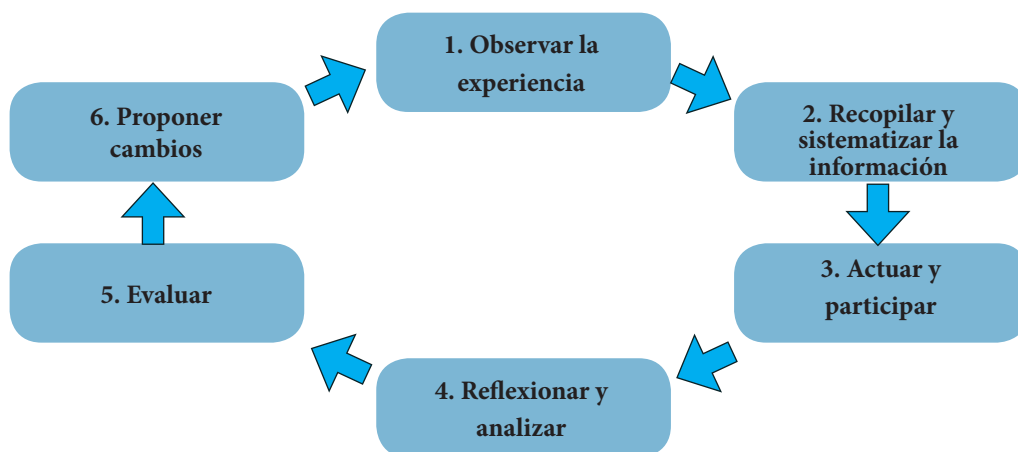 1. Observar la
experiencia
2. Recopilar y
sistematizar la
información
3. Actuar y
participar
4. Reflexionar y
analizar
5. Evaluar
6. Proponer
cambios